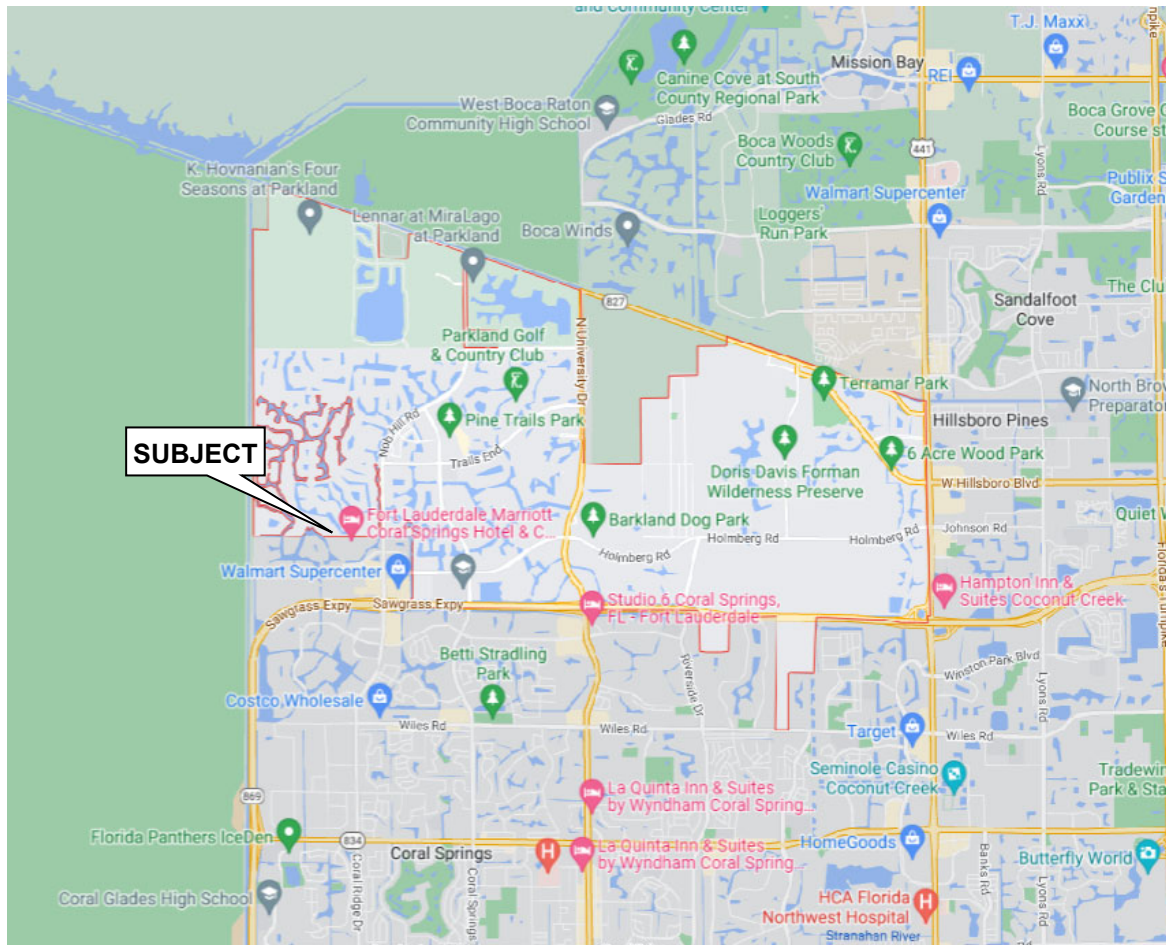 and Community Center
T.J. Maxx
Mission Bay
REI
npike
Canine Cove at South
County Regional Park
West Boca Raton
Community High School
Glades Rd
Boca Grove
Course
Boca Woods
Country Club
441
Lyons Rd
K. Hovnanian's Four
Seasons at Parkland
Walmart Supercenter
Publix
Garden
Lennar at MiraLago
at Parkland
Loggers'
Run Park
Boca Winds
827
Sandalfoot
Cove
The Clu
N University Dr
Parkland Golf
& Country Club
Terramar Park
North Bro
Preparator
Nob Hill Rd
Pine Trails Park
Hillsboro Pines
SUBJECT
Trails End
6 Acre Wood Park
Doris Davis Forman
Wilderness Preserve
W Hillsboro Blvd
Fort Lauderdale Marriott
Coral Springs Hotel & C...
Barkland Dog Park
Quiet
Johnson Rd
Holmberg Rd
Holmberg Rd
Holmberg Rd
Florida's Turnpike
Walmart Supercenter
Hampton Inn &
Suites Coconut Creek
Sawgrass Expy
Sawgrass Expy
Studio 6 Coral Springs,
FL - Fort Lauderdale
Betti Stradling
Park
Riverside Dr
Winston Park Blvd
Lyons Rd
Costco Wholesale
Wiles Rd
Target
Wiles Rd
Seminole Casino
Coconut Creek
Tradewin
Park & Sta
869
La Quinta Inn & Suites
by Wyndham Coral Spring...
Florida Panthers IceDen
834
Coral Springs
La Quinta Inn & Suites
by Wyndham Coral Spring...
HomeGoods
Butterfly World
Coral Ridge Dr
Coral Springs
Banks Rd
Lyons Rd
Coral Glades High School
HCA Florida
Northwest Hospital
Stranahan River